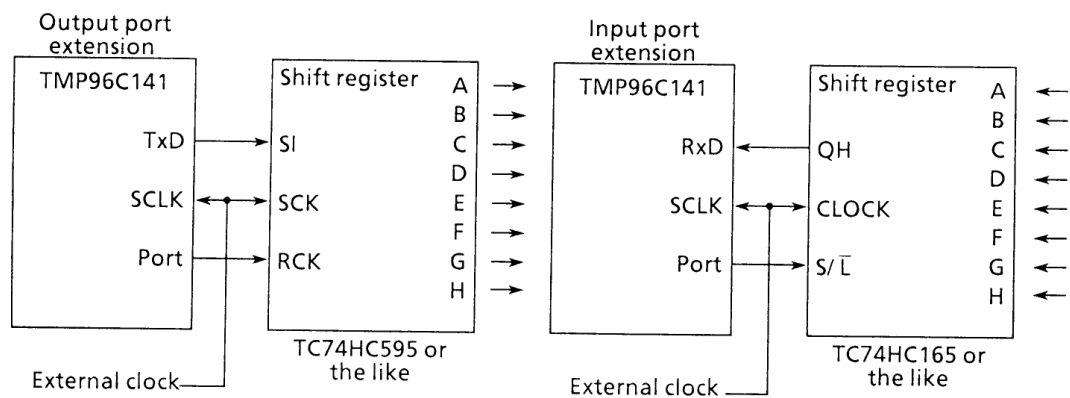 Output port
extension
TMP96C141
TxD
SCLK
Port
Shift register
SI
SCK
RCK
A
B
C
D
E
F
G
H
TC74HC595 or
the like
External clock
Input port
extension
TMP96C141
RxD
SCLK
Port
Shift register
QH
CLOCK
S/L̅
A
B
C
D
E
F
G
H
TC74HC165 or
the like
External clock